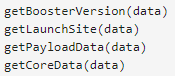 getBoosterVersion(data)
getLaunchSite(data)
getPayloadData(data)
getCoreData(data)